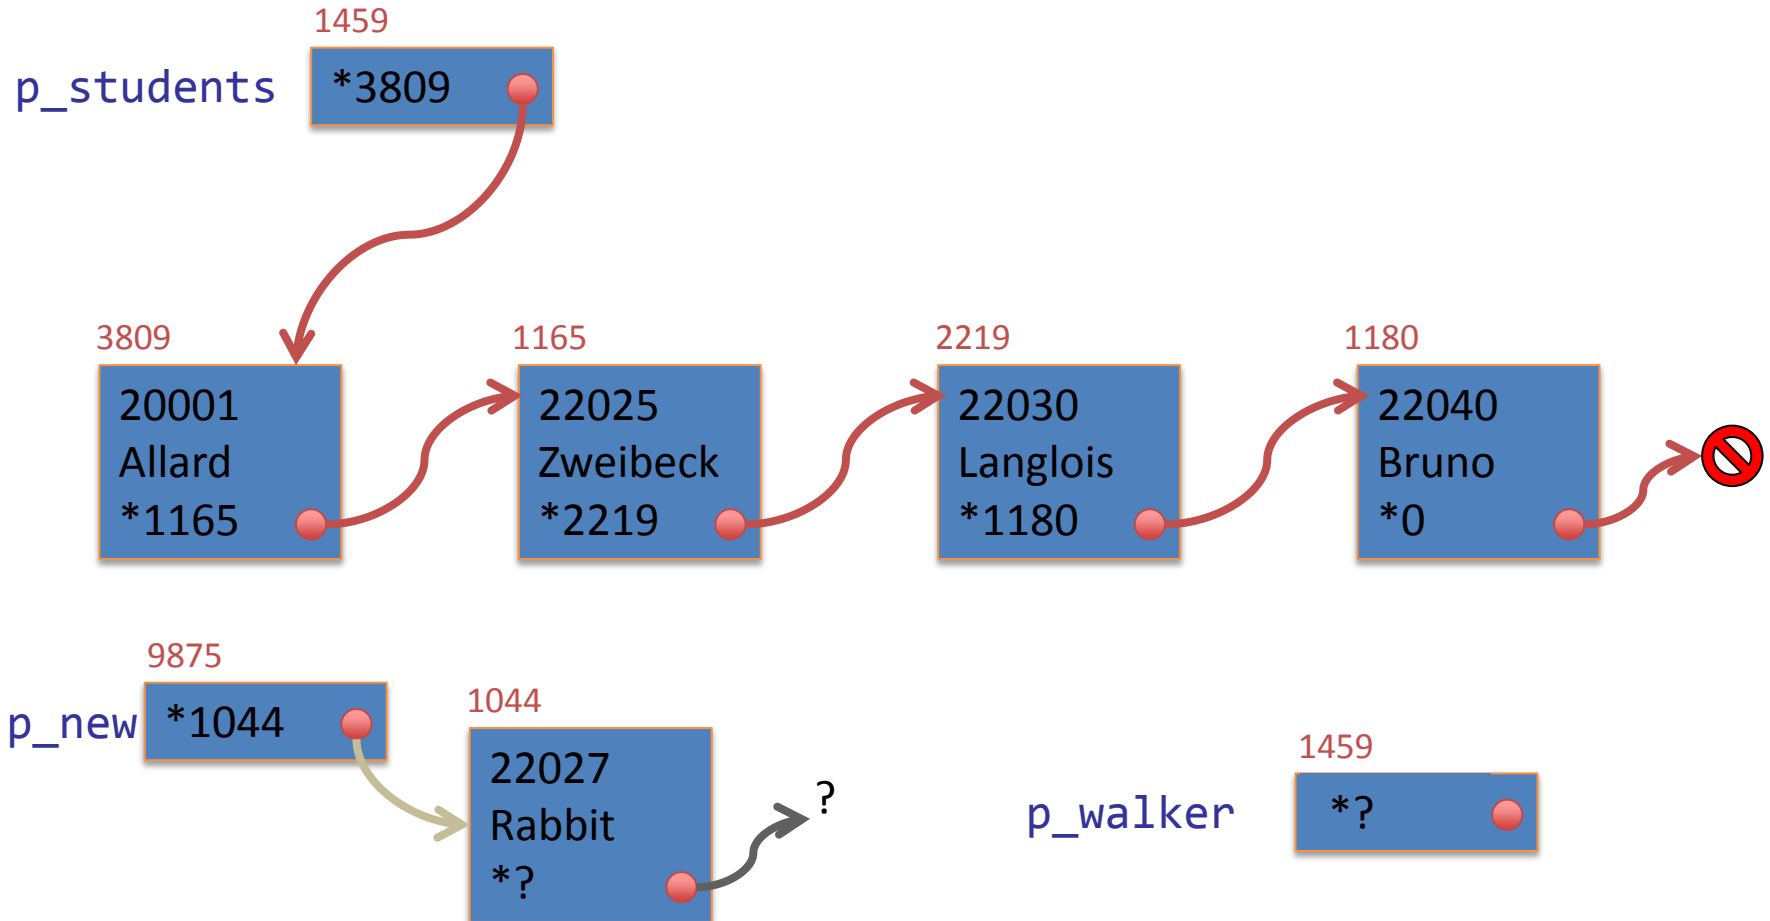 1459
p_students *3809
3809 1165 2219 1180
20001 22025 22030 22040
Allard Zweibeck Langlois Bruno
*1165 *2219 *1180 *0
9875
p_new *1044
1044
22027
Rabbit
*?
?
1459
p_walker *?